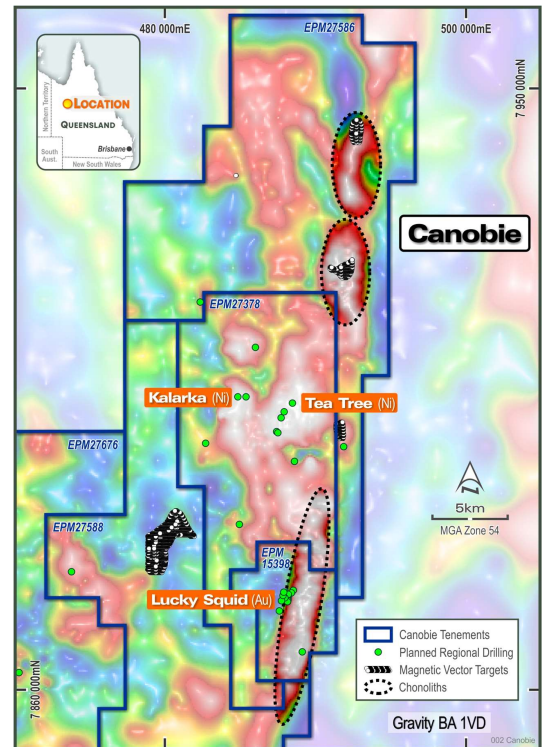 480 000mE
EPM27586
500 000mE
7 950 000mN
LOCATION
QUEENSLAND
Brisbane
Northern Territory
South
Aust.
New South Wales
Canobie
EPM27378
Kalarka (Ni)
Tea Tree (Ni)
EPM27676
N
5km
MGA Zone 54
EPM27588
EPM
15398
Lucky Squid (Au)
Canobie Tenements
Planned Regional Drilling
Magnetic Vector Targets
Chonoliths
7 860 000mN
Gravity BA 1VD
002 Canobie